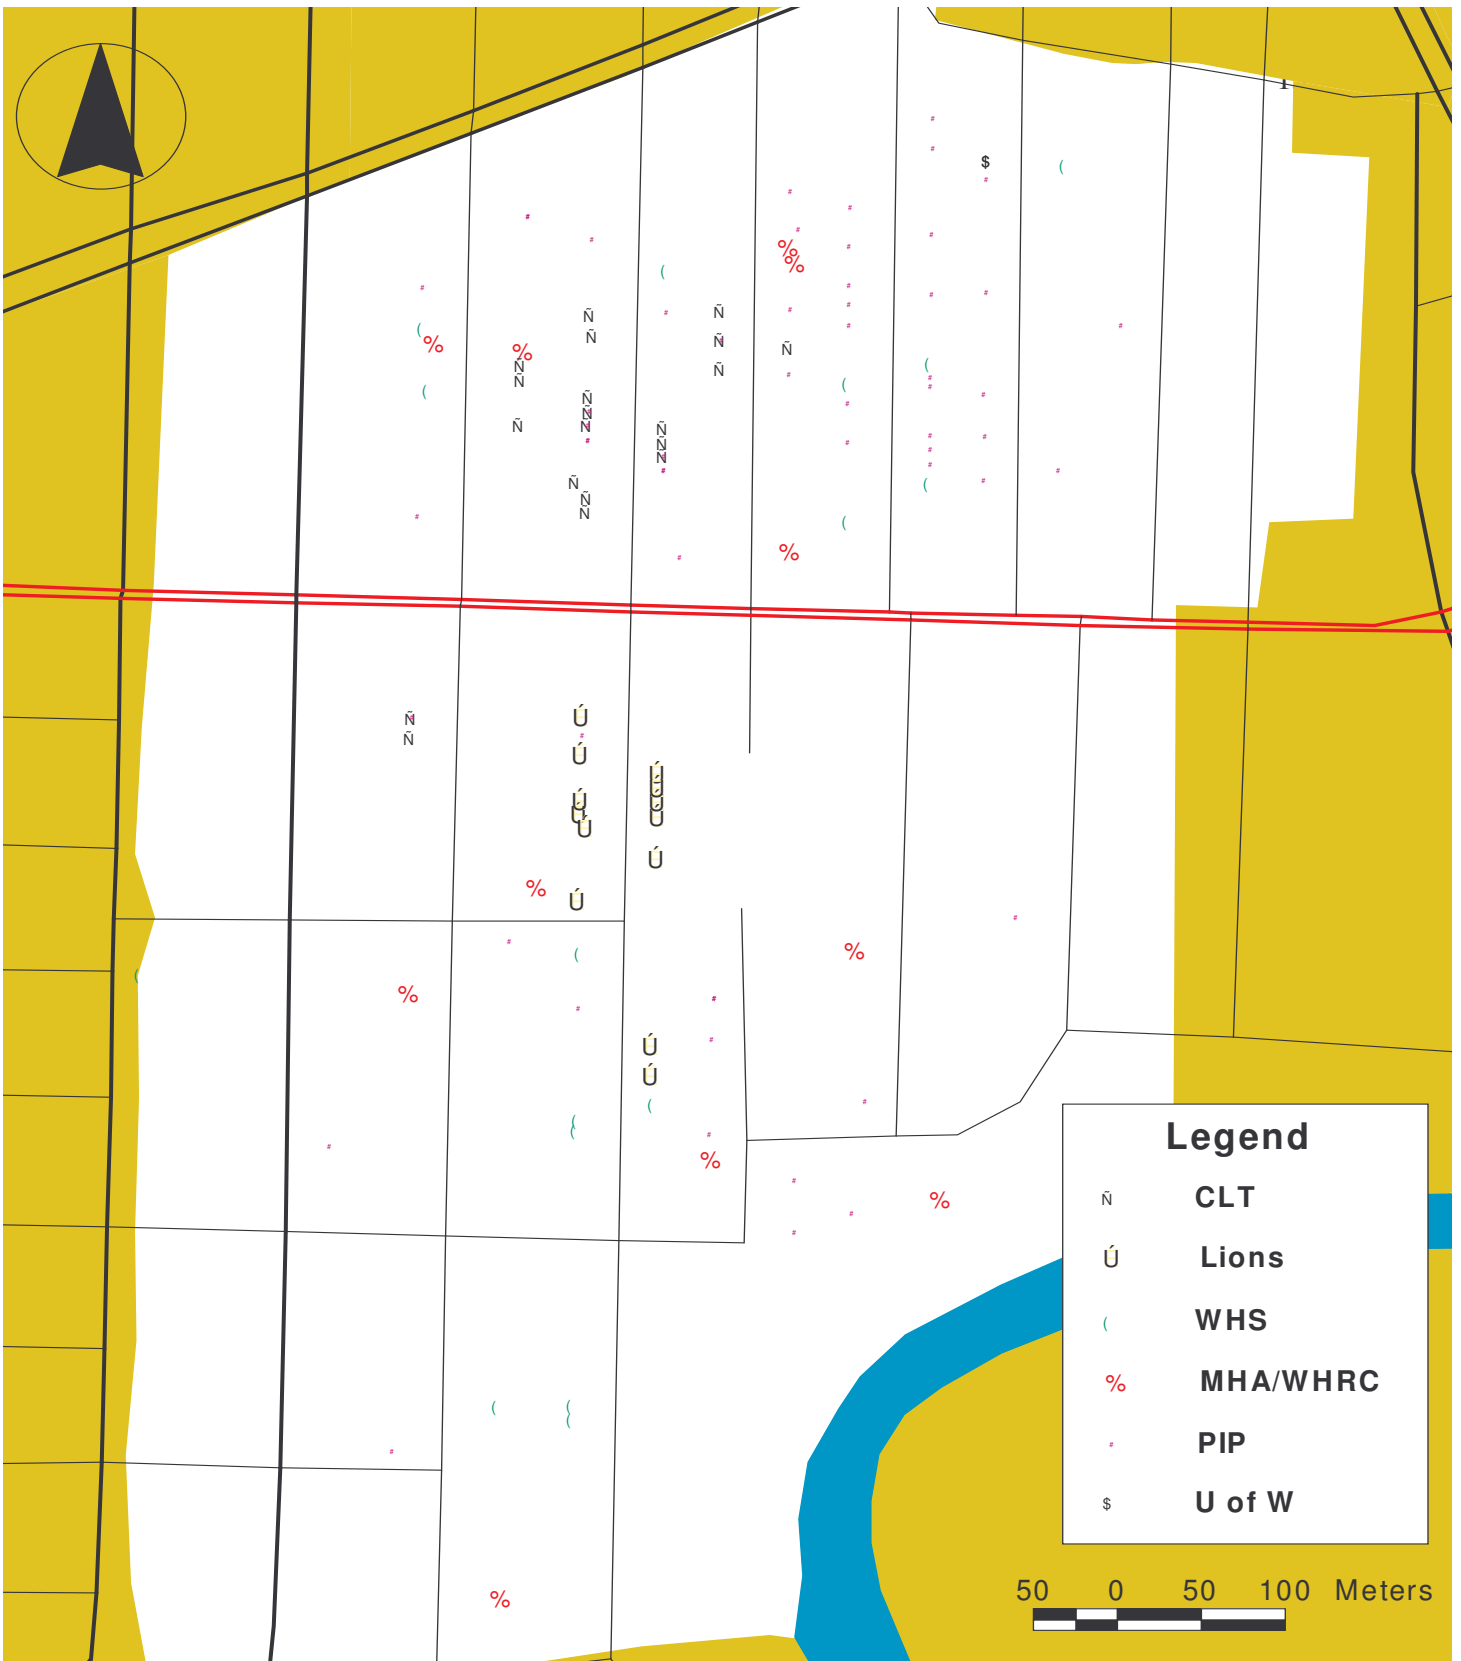 Legend
Ñ CLT
Ú Lions
( WHS
% MHA/WHRC
# PIP
$ U of W
50 0 50 100 Meters